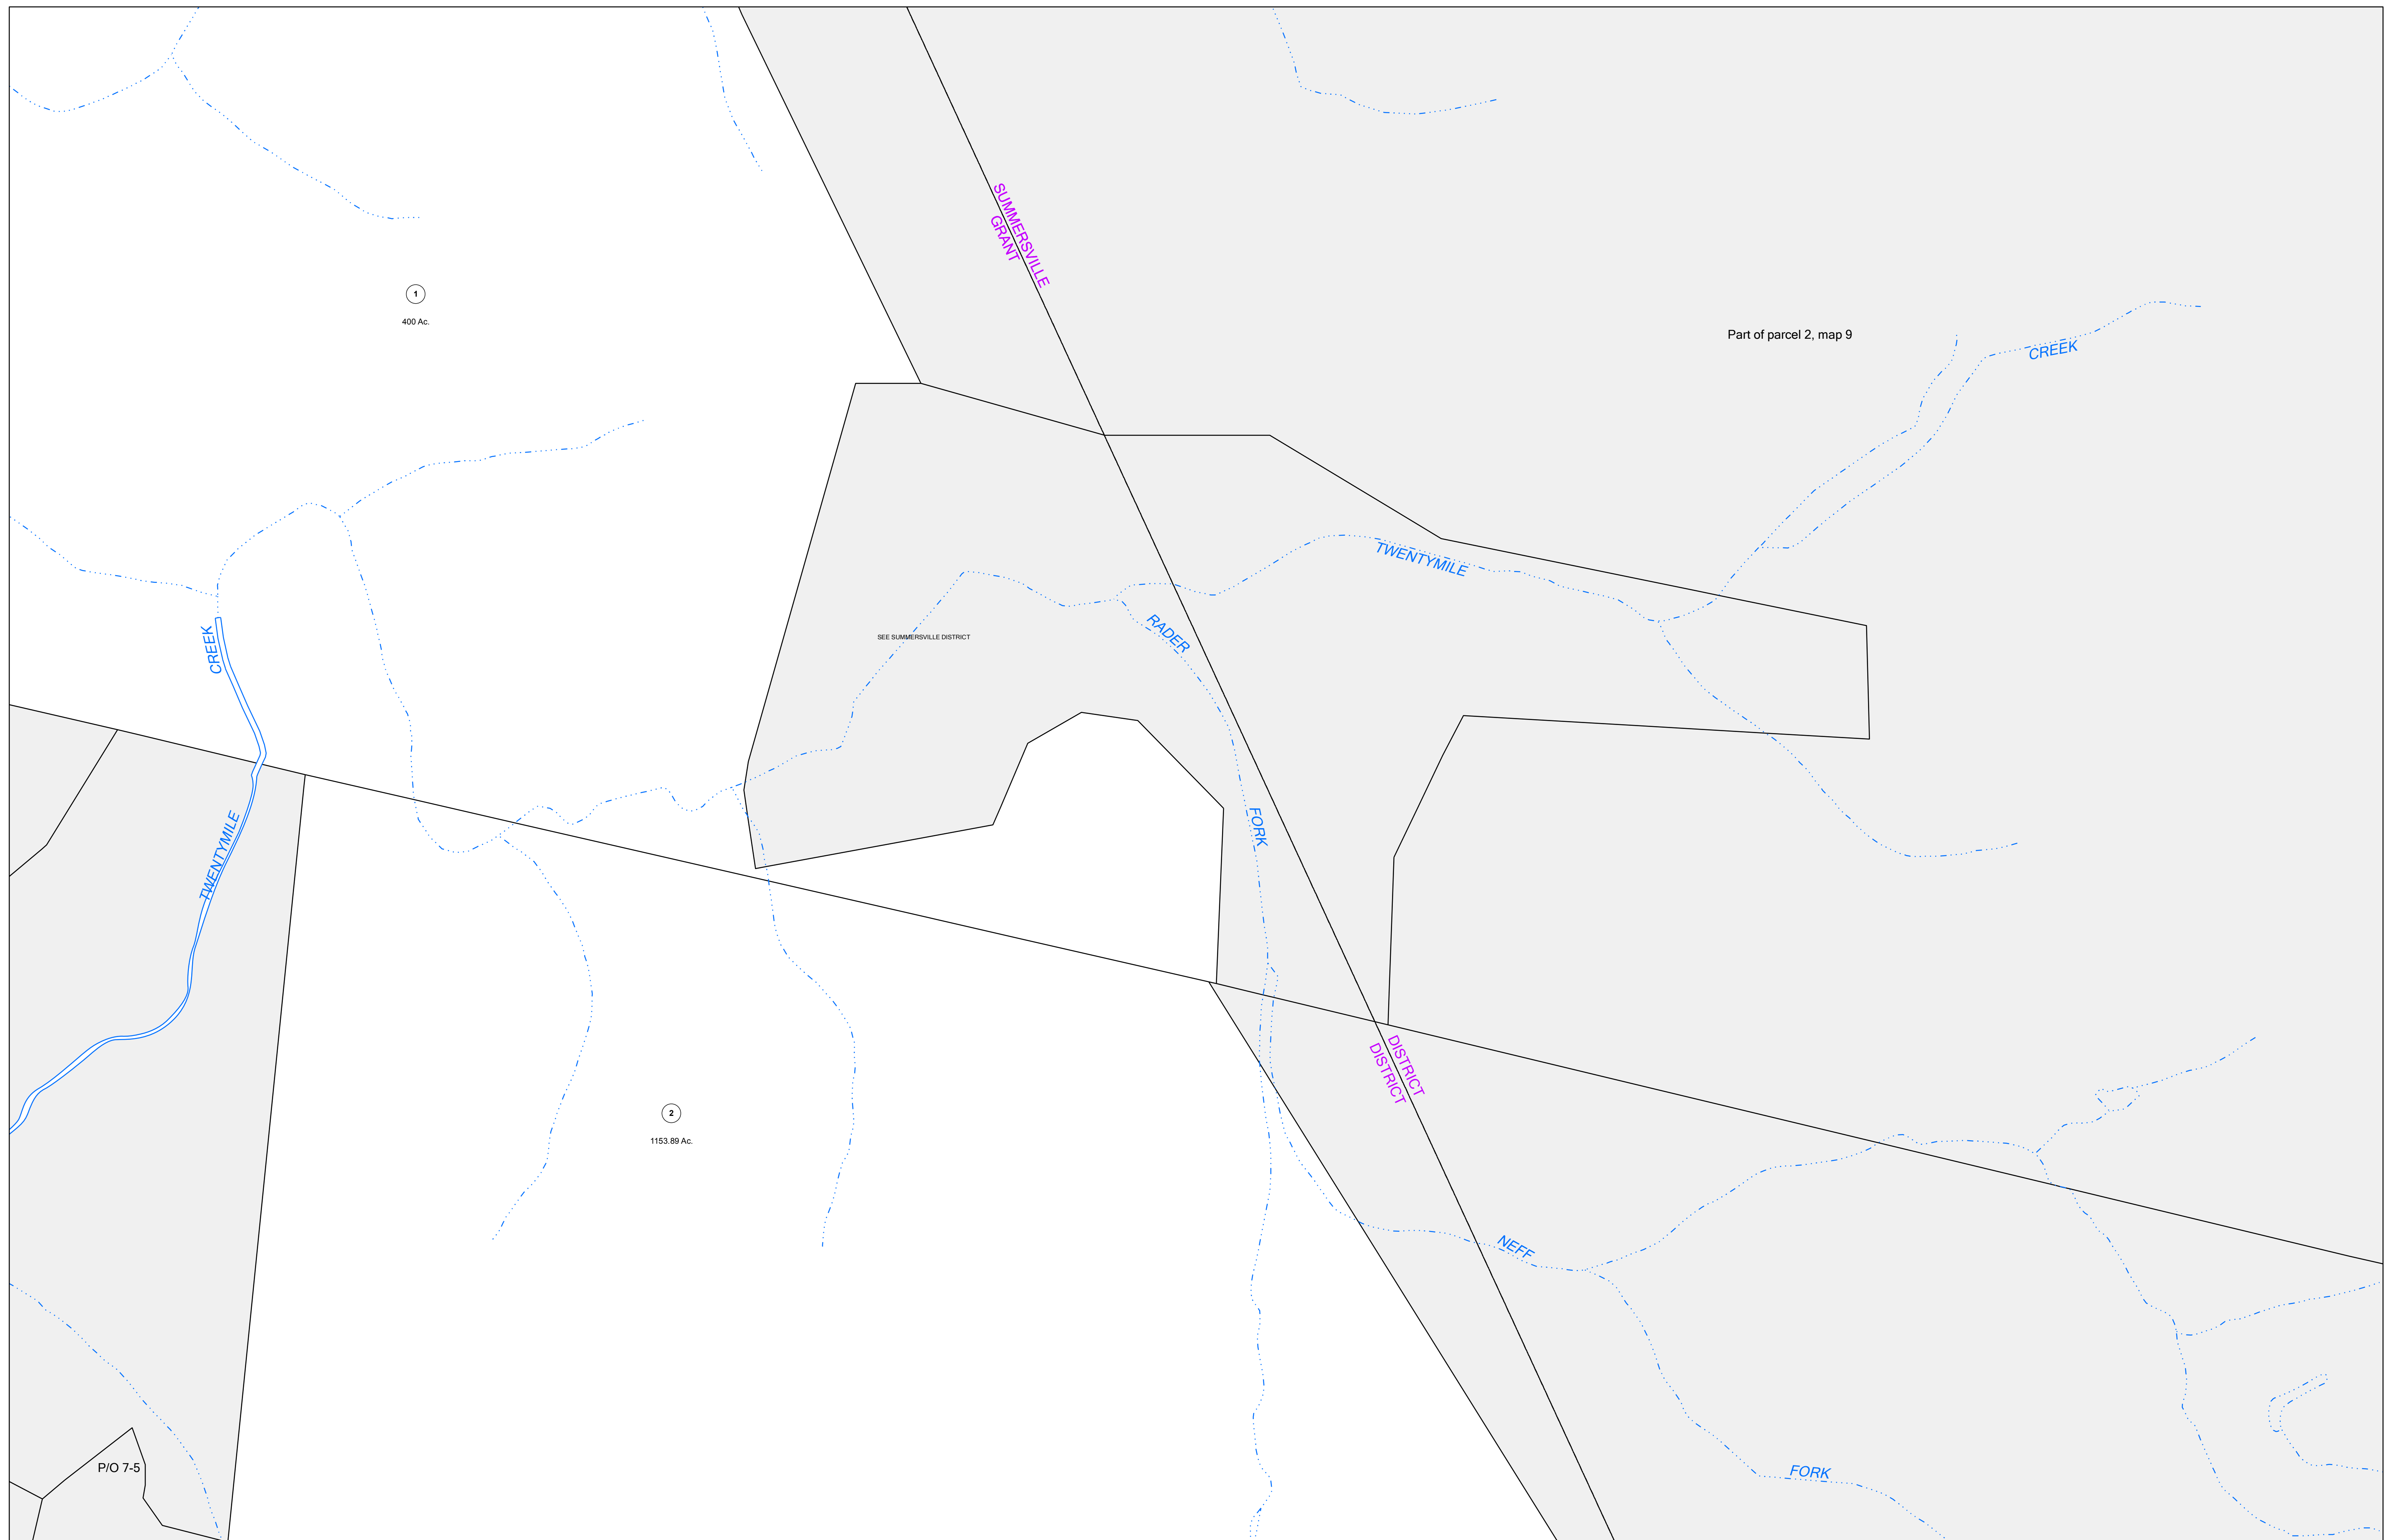 SUMMERSVILLE
GRANT
1
400 Ac.
Part of parcel 2, map 9
CREEK
TWENTYMILE
RADER
SEE SUMMERSVILLE DISTRICT
CREEK
TWENTYMILE
FORK
DISTRICT
DISTRICT
2
1153.89 Ac.
NEFF
P/O 7-5
FORK